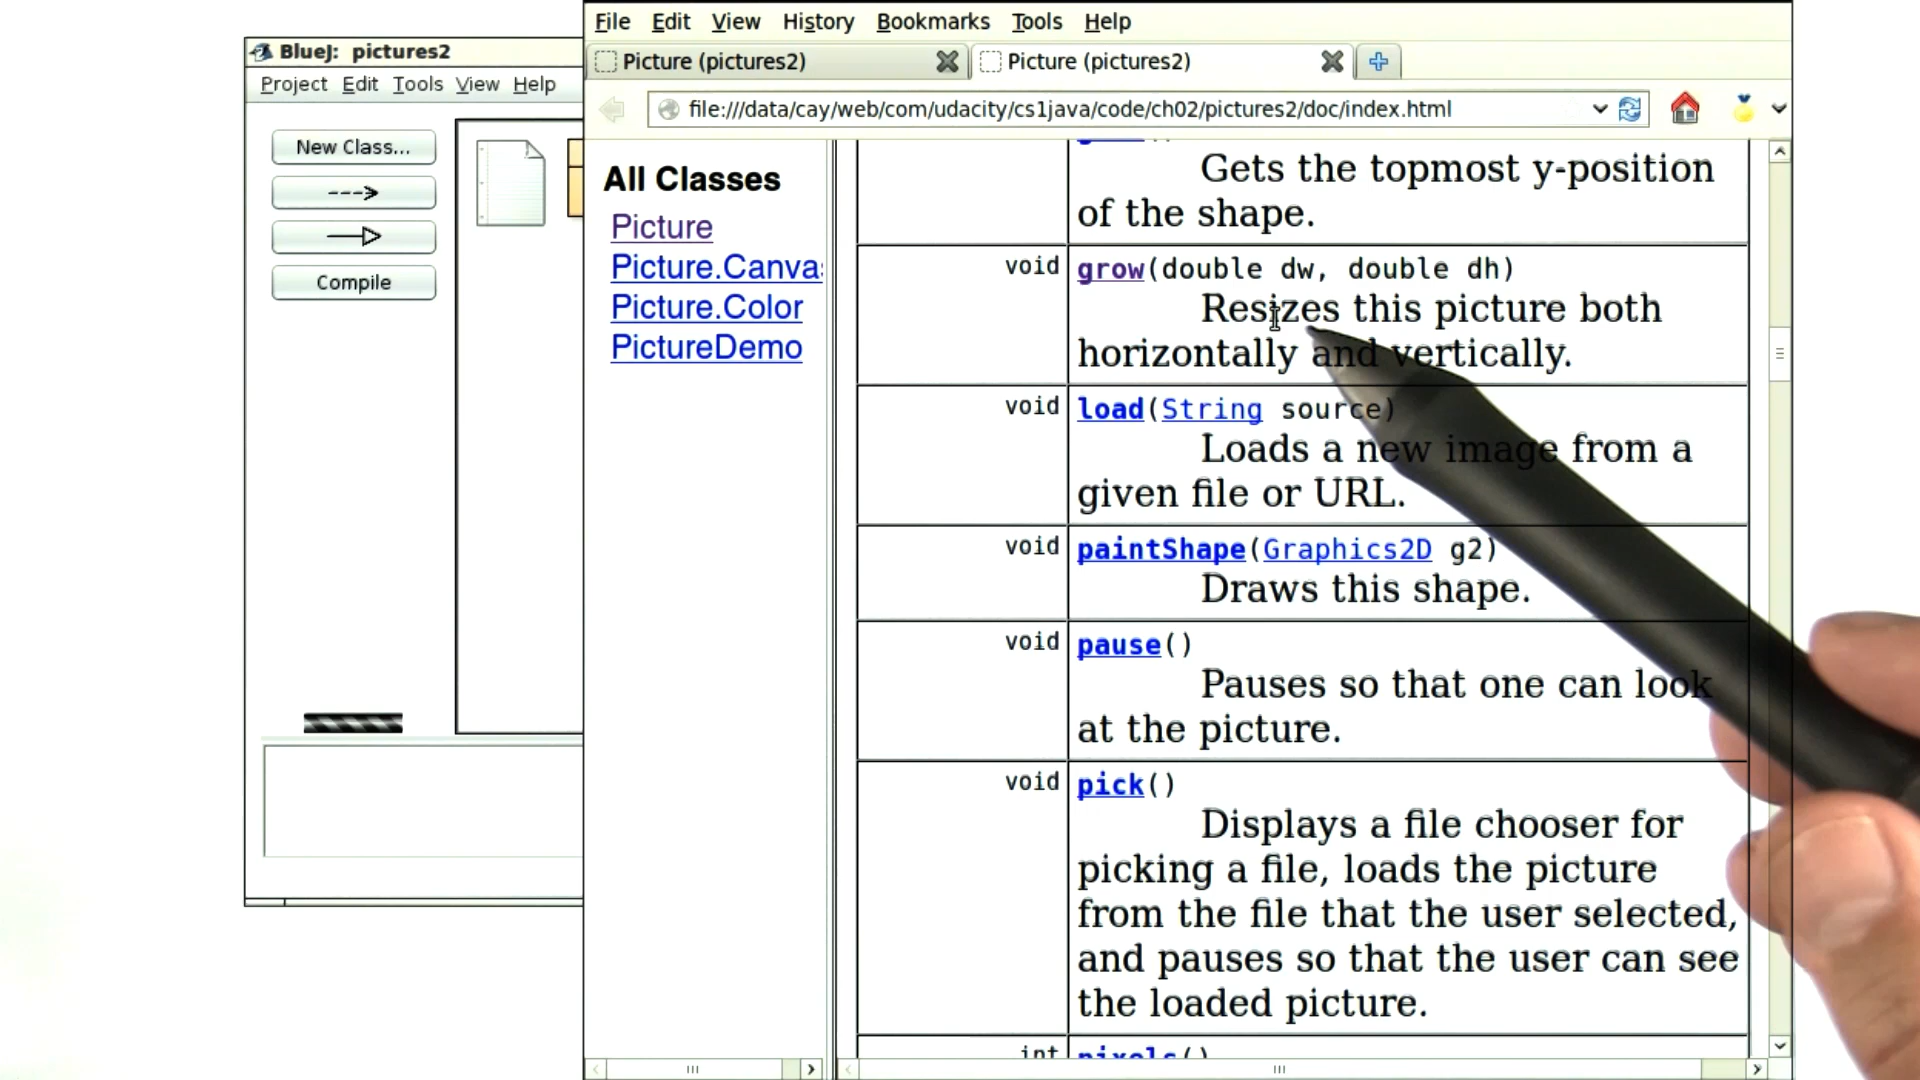 BlueJ: pictures2
Project Edit Tools View Help
New Class...
Compile
File Edit View History Bookmarks Tools Help
Picture (pictures2)
Picture (pictures2)
file:///data/cay/web/com/udacity/cs1java/code/ch02/pictures2/doc/index.html
All Classes
Picture
Picture.Canvas
Picture.Color
PictureDemo
Gets the topmost y-position
of the shape.
void grow(double dw, double dh)
Resizes this picture both
horizontally and vertically.
void load(String source)
Loads a new image from a
given file or URL.
void paintShape(Graphics2D g2)
Draws this shape.
void pause()
Pauses so that one can look
at the picture.
void pick()
Displays a file chooser for
picking a file, loads the picture
from the file that the user selected,
and pauses so that the user can see
the loaded picture.
int pixels()